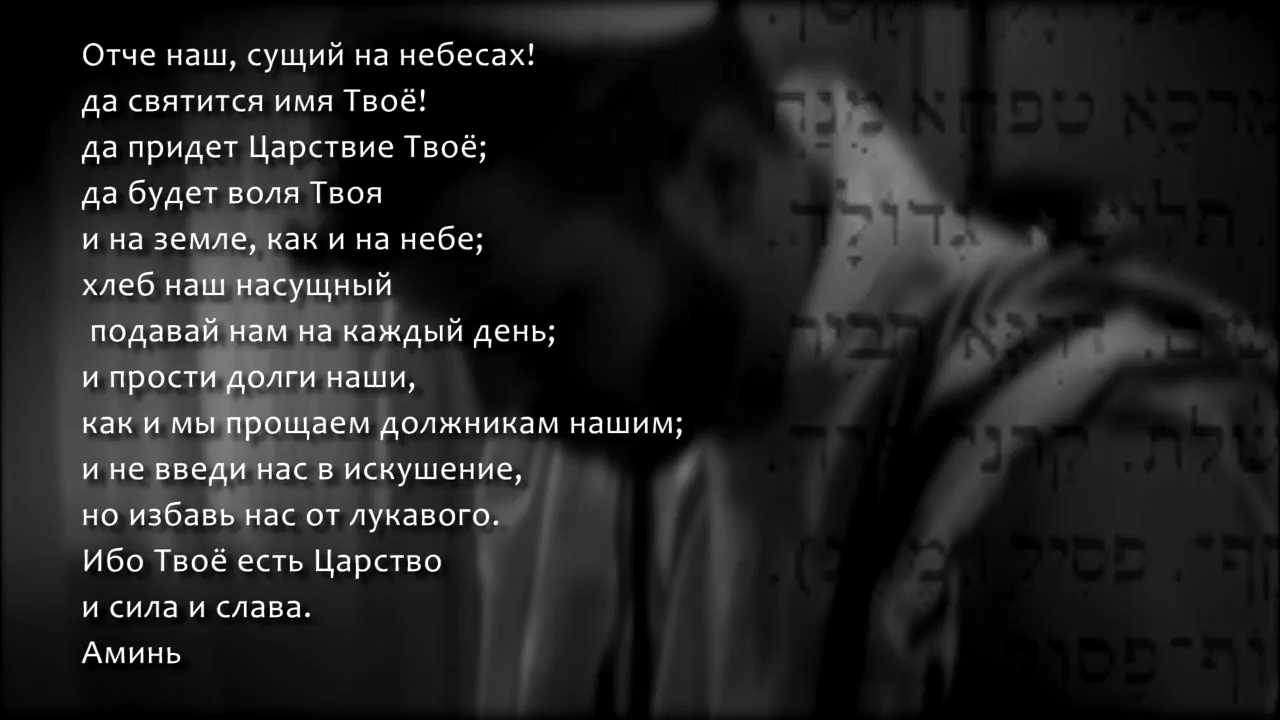 Отче наш, сущий на небесах!
да святится имя Твоё!
да придет Царствие Твоё;
да будет воля Твоя
и на земле, как и на небе;
хлеб наш насущный
подавай нам на каждый день;
и прости долги наши,
как и мы прощаем должникам нашим;
и не введи нас в искушение,
но избавь нас от лукавого.
Ибо Твоё есть Царство
и сила и слава.
Аминь
טפחא
פסיק